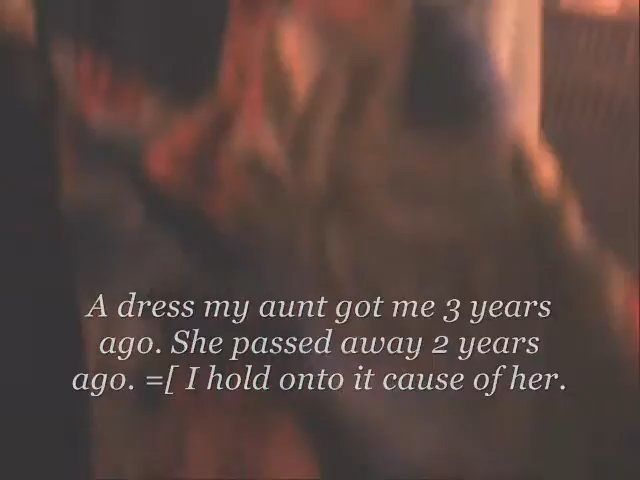 A dress my aunt got me 3 years
ago. She passed away 2 years
ago. =[ I hold onto it cause of her.